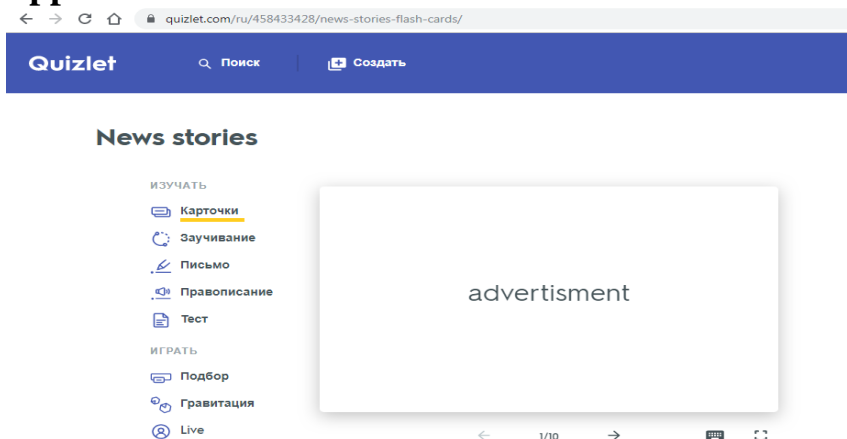 quizlet.com/ru/458433428/news-stories-flash-cards/
Quizlet Поиск Создать
News stories
ИЗУЧАТЬ
Карточки
Заучивание
Письмо
Правописание
Тест
ИГРАТЬ
Подбор
Гравитация
Live
advertisment
1/10